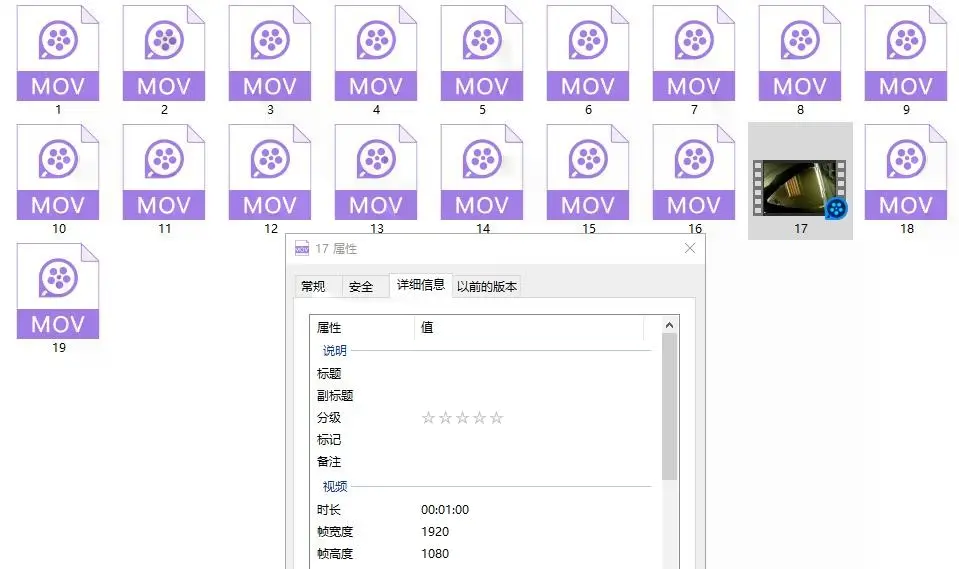 MOV MOV MOV MOV MOV MOV MOV MOV MOV
1 2 3 4 5 6 7 8 9
MOV MOV MOV MOV MOV MOV MOV MOV
10 11 12 13 14 15 16 17 18
MOV 17 属性
MOV
常规 安全 详细信息 以前的版本
19
属性 值
说明
标题
副标题
分级
标记
备注
视频
时长 00:01:00
帧宽度 1920
帧高度 1080